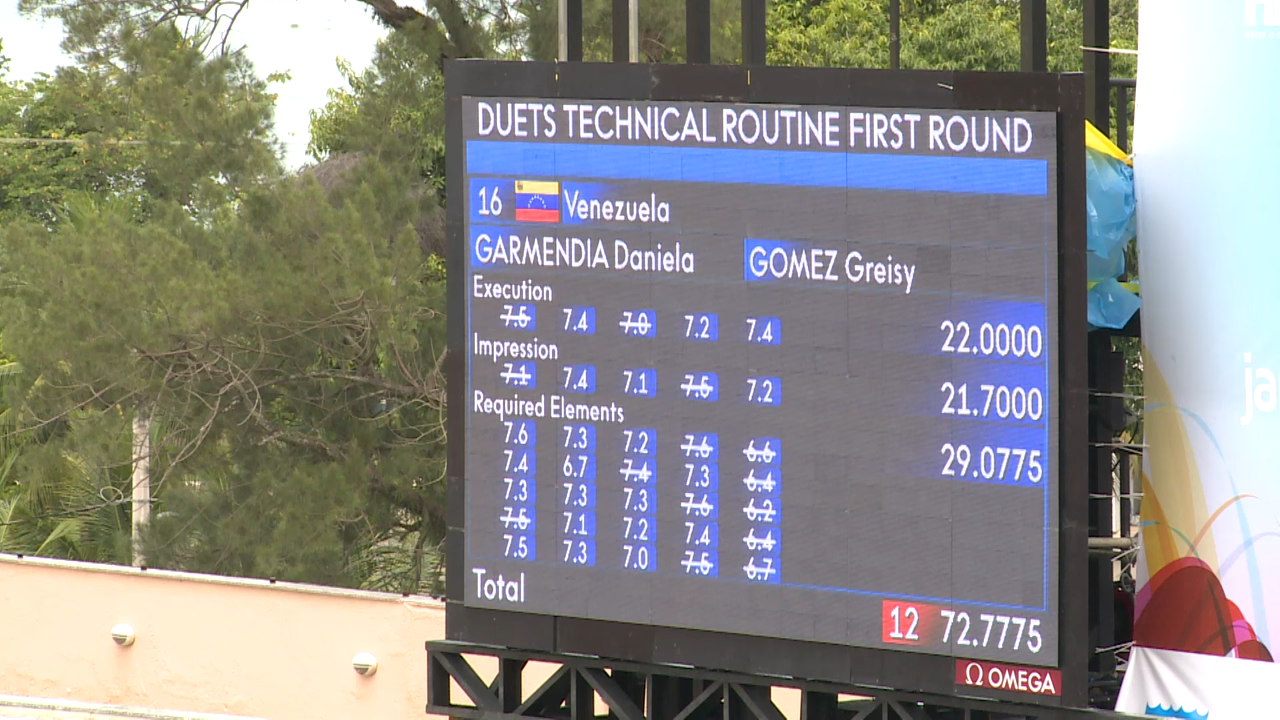 DUETS TECHNICAL ROUTINE FIRST ROUND
16 Venezuela
GARMENDIA Daniela GOMEZ Greisy
Execution
7.5 7.4 7.0 7.2 7.4 22.0000
Impression
7.1 7.4 7.1 7.5 7.2 21.7000
Required Elements
7.6 7.3 7.2 7.6 6.6 29.0775
7.4 6.7 7.4 7.3 6.4
7.3 7.3 7.3 7.6 6.2
7.5 7.1 7.2 7.4 6.4
7.5 7.3 7.0 7.5 6.7
Total
12 72.7775
Ω OMEGA
ja